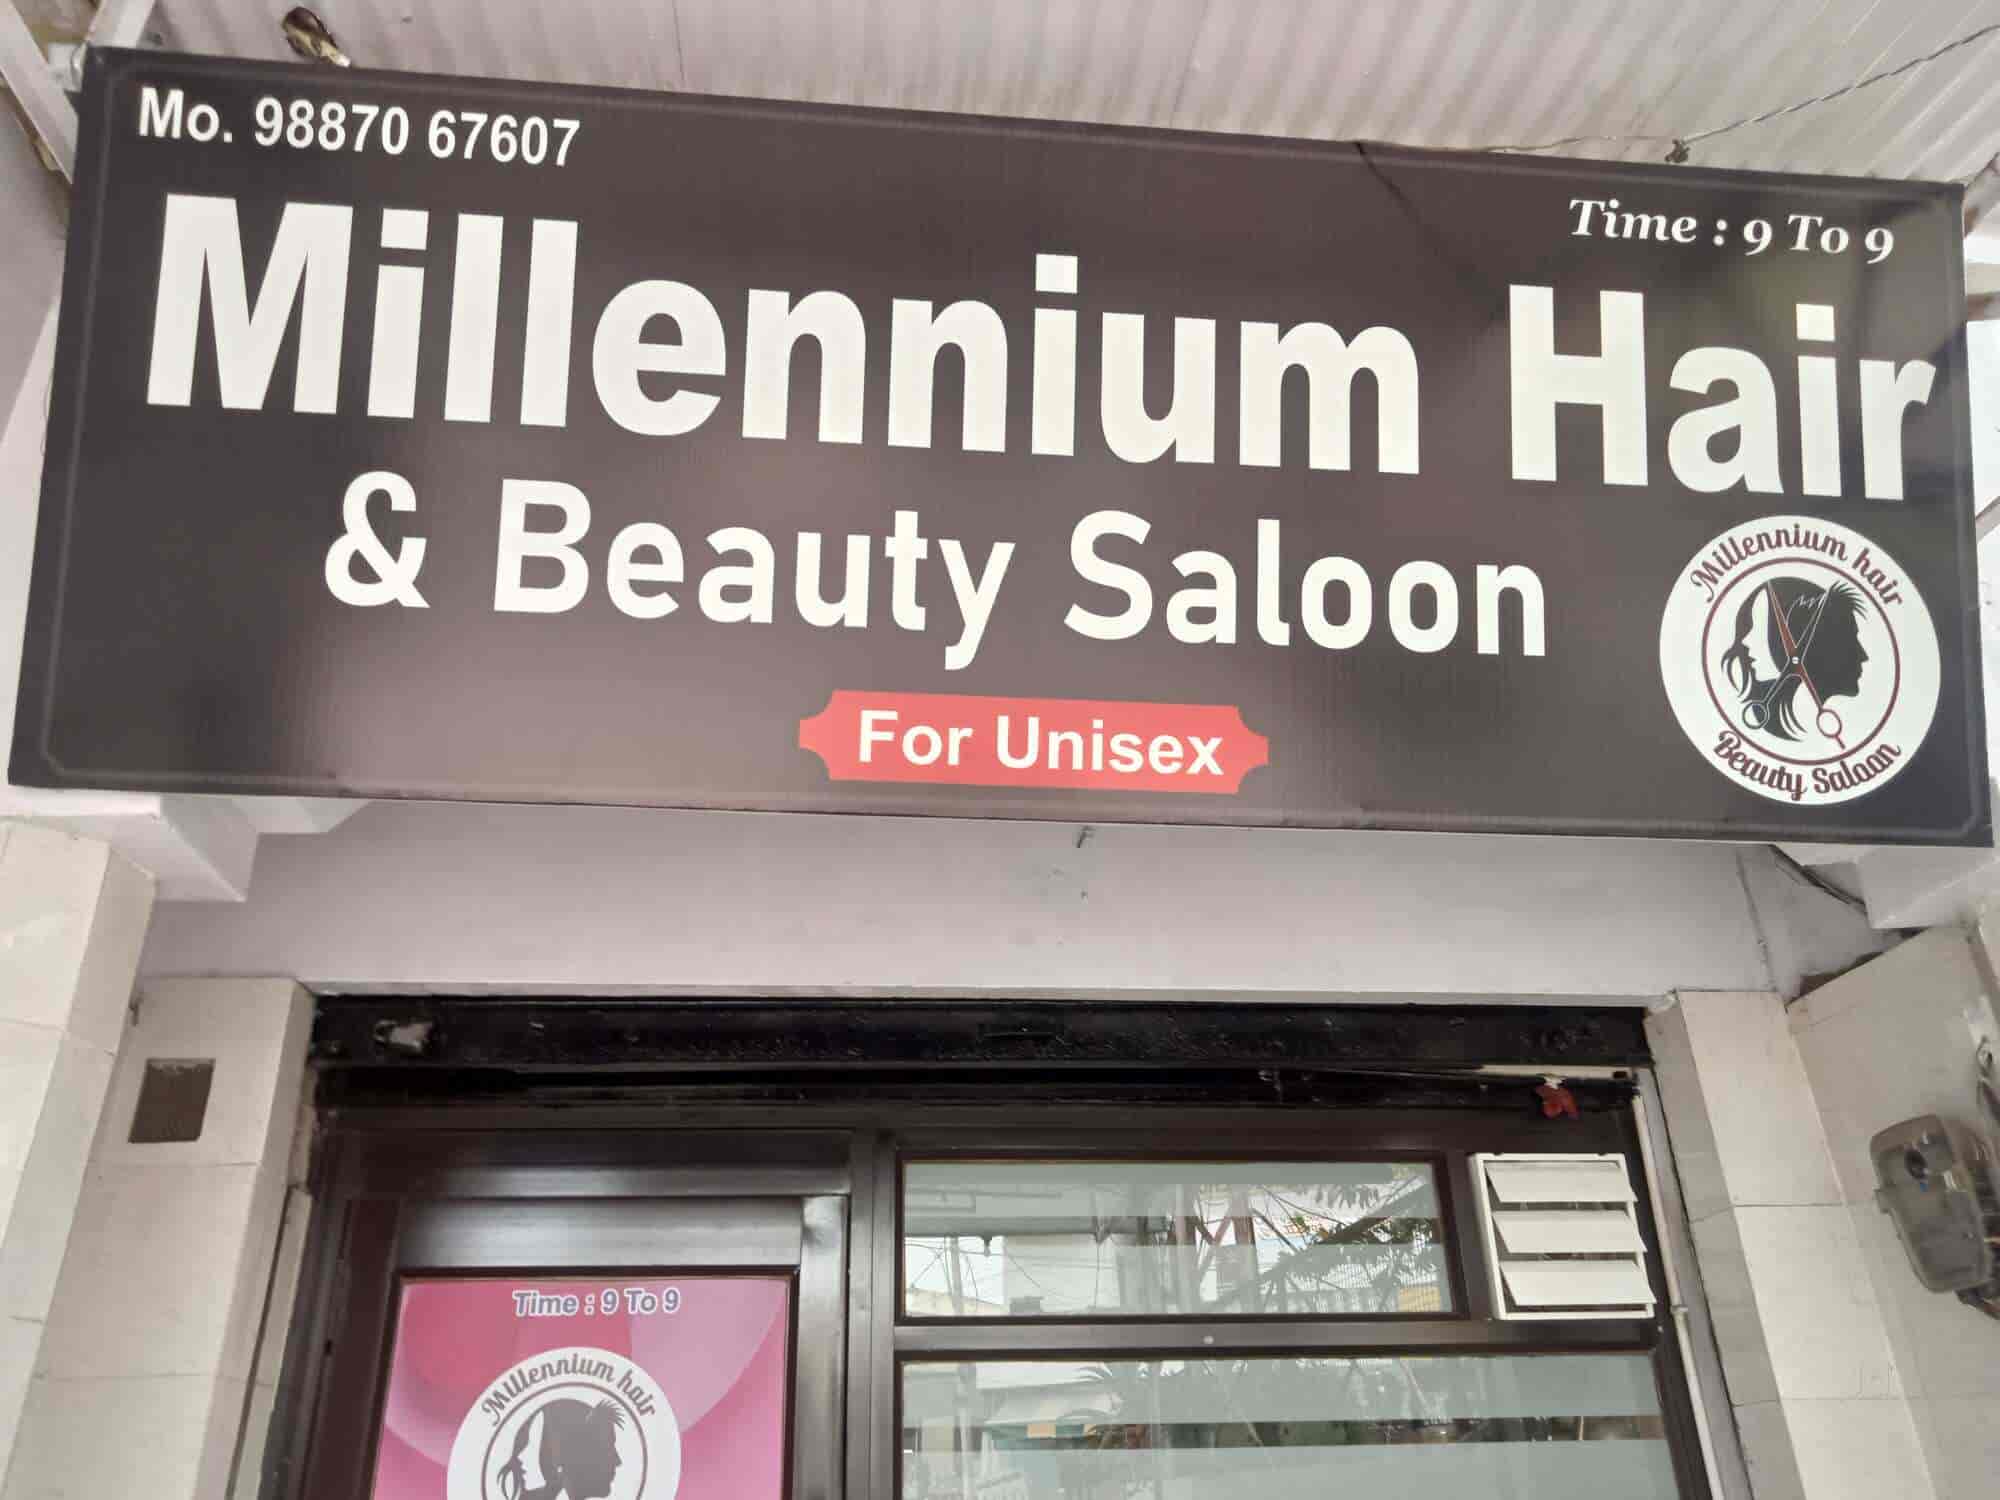 Mo. 98870 67607
Time : 9 To 9
Millennium Hair
& Beauty Saloon
For Unisex
Millennium hair
Beauty Saloon
Time : 9 To 9
Millennium hair